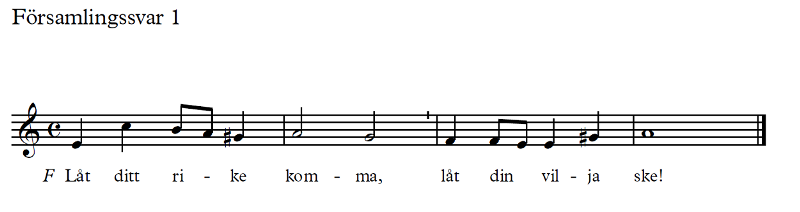 Församlingssvar 1
F Låt ditt ri - ke kom - ma, låt din vil - ja ske!